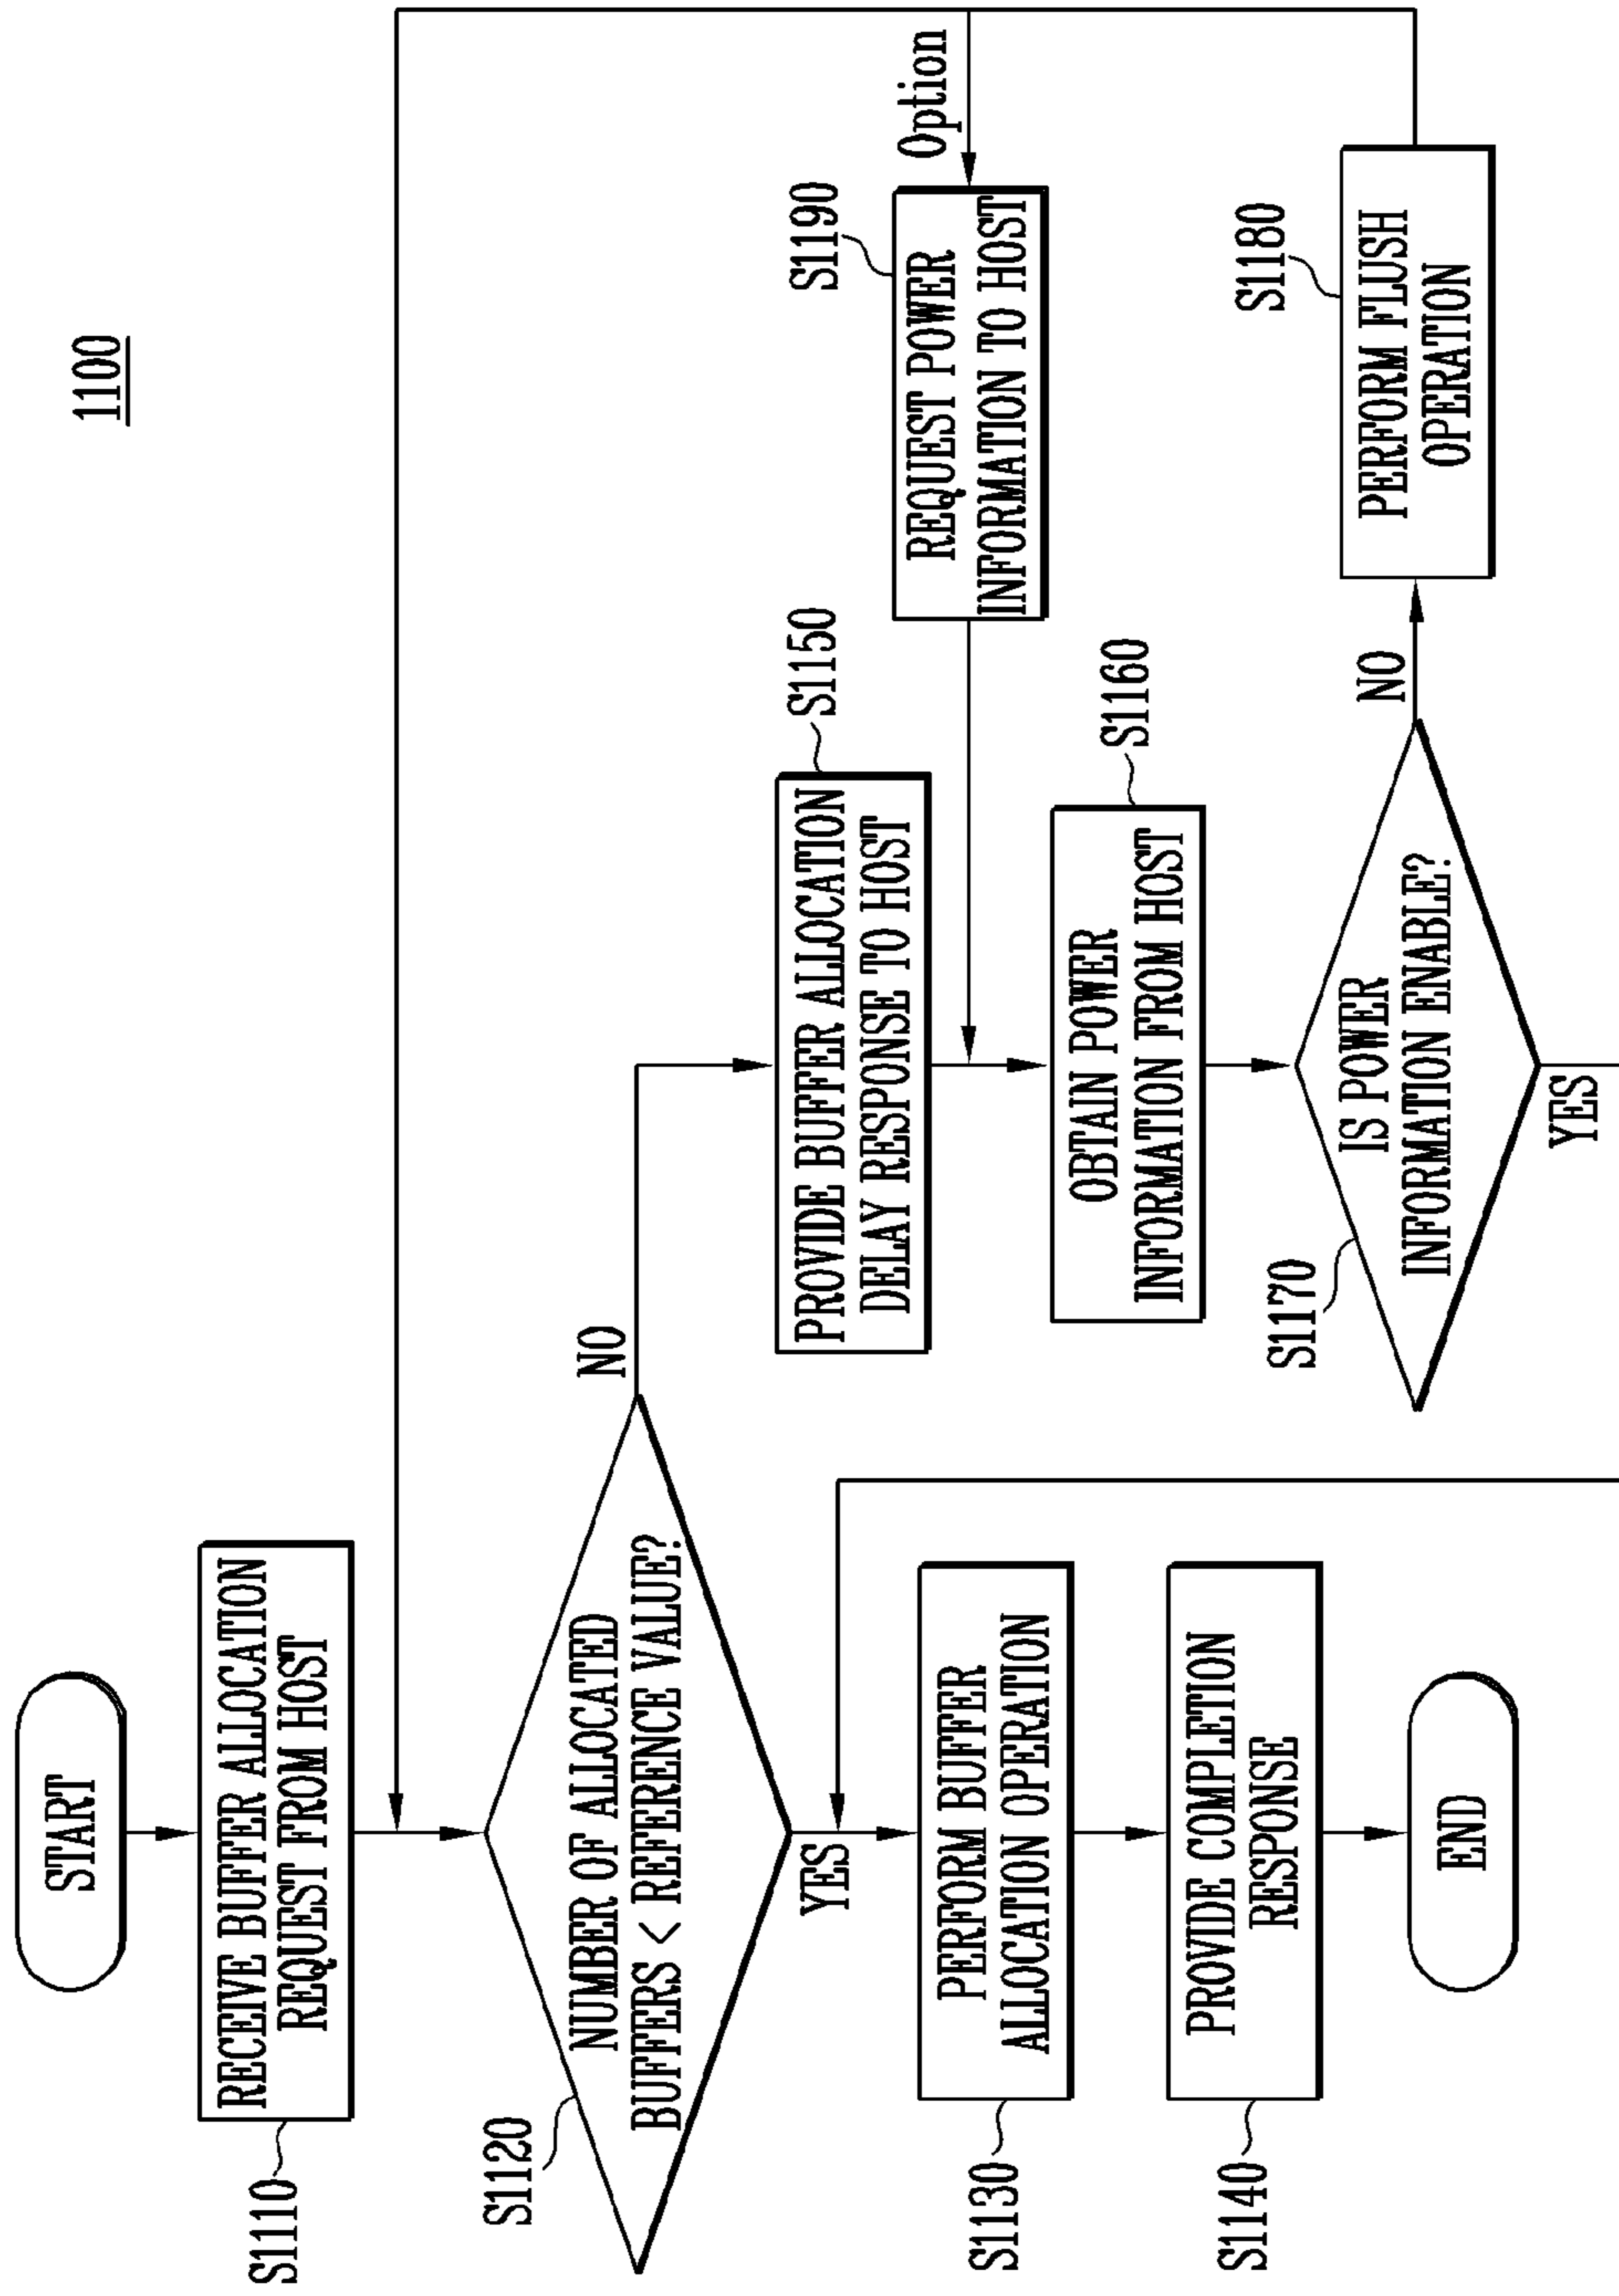 1100
START
RECEIVE BUFFER ALLOCATION
REQUEST FROM HOST
S1110
NUMBER OF ALLOCATED
BUFFERS < REFERENCE VALUE?
S1120
NO
YES
PERFORM BUFFER
ALLOCATION OPERATION
S1130
PROVIDE COMPLETION
RESPONSE
S1140
END
PROVIDE BUFFER ALLOCATION
DELAY RESPONSE TO HOST
S1150
OBTAIN POWER
INFORMATION FROM HOST
S1160
IS POWER
INFORMATION ENABLE?
S1170
NO
YES
PERFORM FLUSH
OPERATION
S1180
REQUEST POWER
INFORMATION TO HOST
S1190
Option